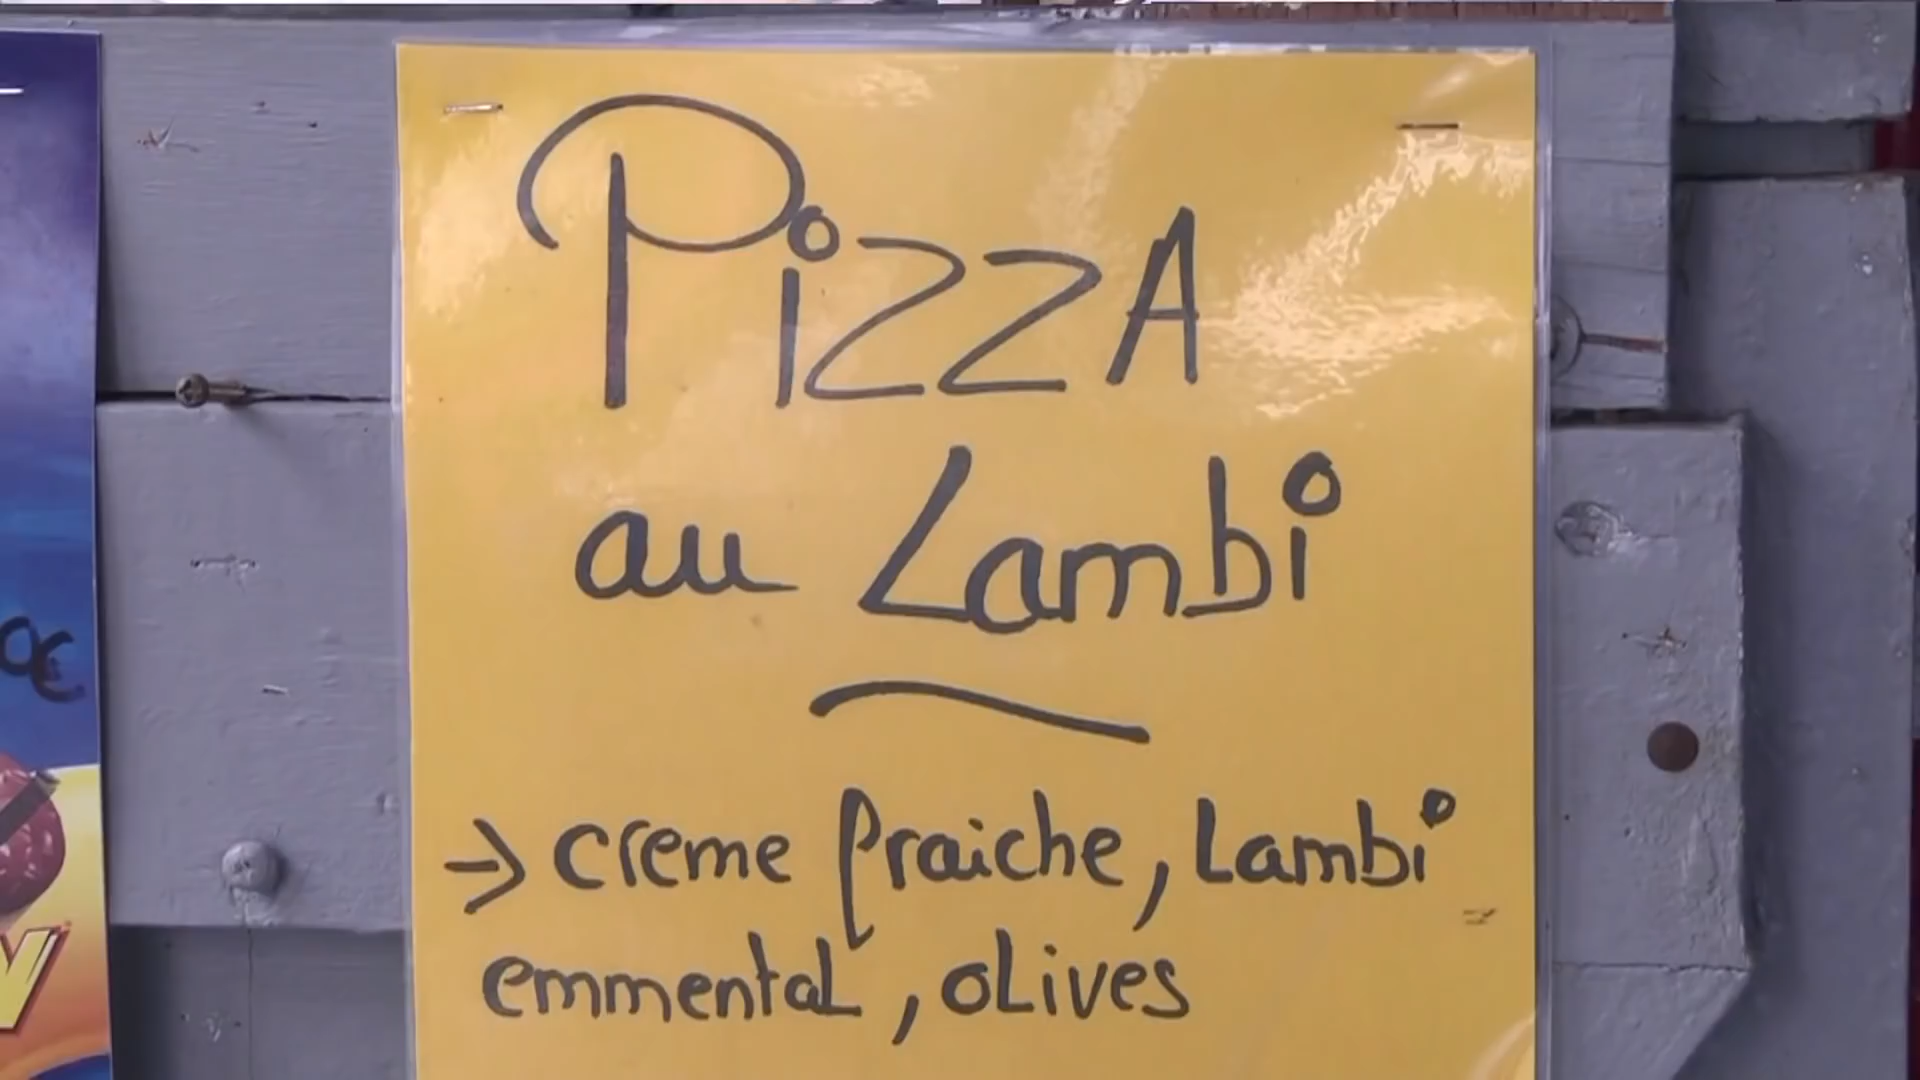 PiZZA
au Lambi
→ creme fraiche, Lambi
emmental, olives